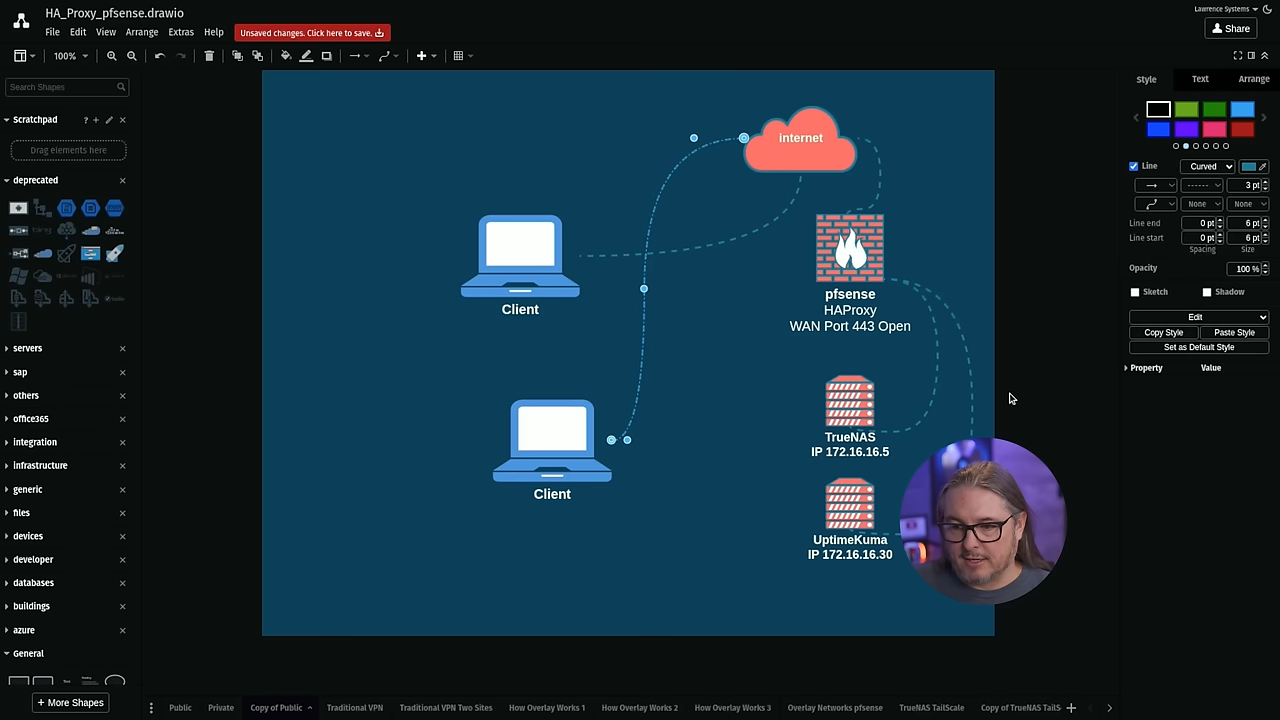 HA_Proxy_pfsense.drawio
Lawrence Systems
File Edit View Arrange Extras Help
Unsaved changes. Click here to save.
Share
100%
Search Shapes
Scratchpad
?
Drag elements here
deprecated
servers
sap
others
office365
integration
infrastructure
generic
files
devices
developer
databases
buildings
azure
General
+ More Shapes
internet
Client
pfsense
HAProxy
WAN Port 443 Open
TrueNAS
IP 172.16.16.5
Client
UptimeKuma
IP 172.16.16.30
Style Text Arrange
Line Curved
3 pt
None None
Line end 0 pt 6 pt
Line start 0 pt 6 pt
Spacing Size
Opacity 100 %
Sketch Shadow
Edit
Copy Style Paste Style
Set as Default Style
Property Value
Public Private Copy of Public Traditional VPN Traditional VPN Two Sites How Overlay Works 1 How Overlay Works 2 How Overlay Works 3 Overlay Networks pfsense TrueNAS TailScale Copy of TrueNAS TailS